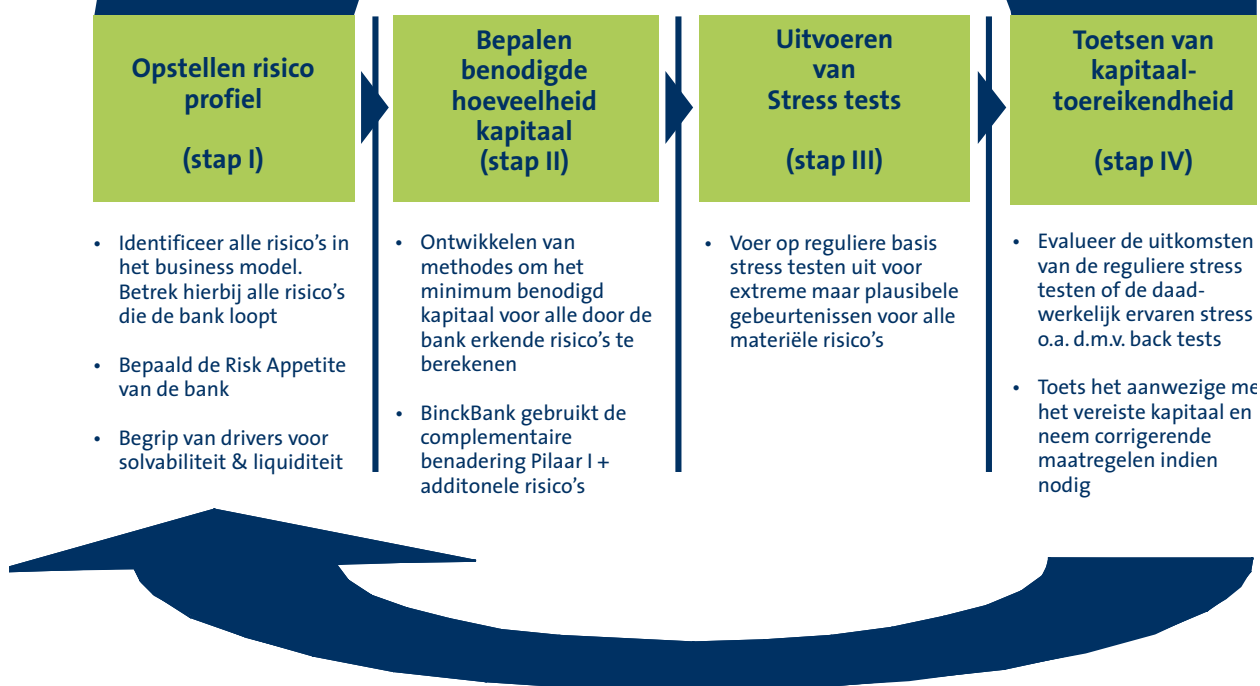 Opstellen risico
profiel
(stap I)
Bepalen
benodigde
hoeveelheid
kapitaal
(stap II)
Uitvoeren
van
Stress tests
(stap III)
Toetsen van
kapitaal-
toereikendheid
(stap IV)
• Identificeer alle risico's in
het business model.
Betrek hierbij alle risico's
die de bank loopt
• Bepaald de Risk Appetite
van de bank
• Begrip van drivers voor
solvabiliteit & liquiditeit
• Ontwikkelen van
methodes om het
minimum benodigd
kapitaal voor alle door de
bank erkende risico's te
berekenen
• BinckBank gebruikt de
complementaire
benadering Pilaar I +
additonele risico's
• Voer op reguliere basis
stress testen uit voor
extreme maar plausibele
gebeurtenissen voor alle
materiële risico's
• Evalueer de uitkomsten
van de reguliere stress
testen of de daad-
werkelijk ervaren stress
o.a. d.m.v. back tests
• Toets het aanwezige
het vereiste kapitaal en
neem corrigerende
maatregelen indien
nodig